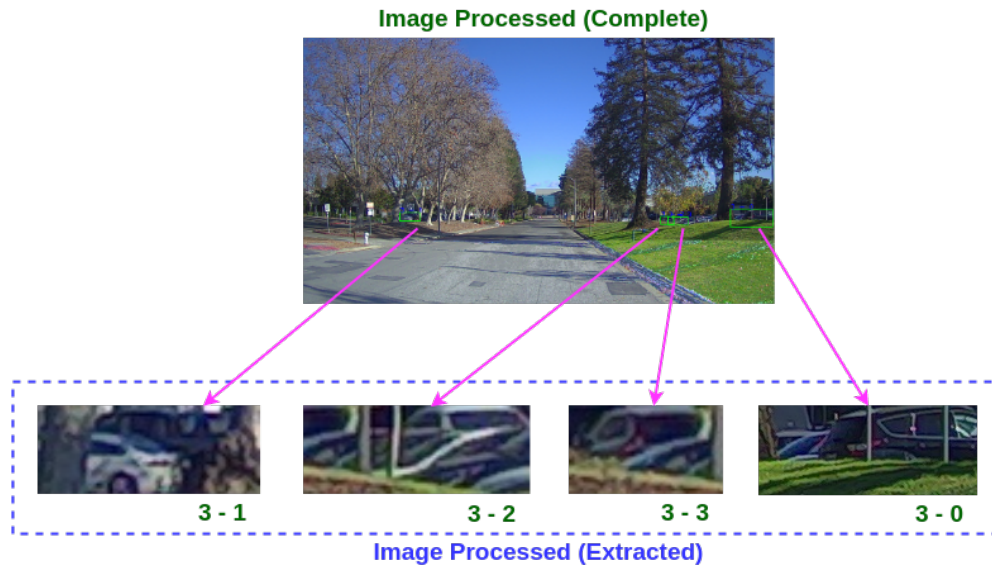 Image Processed (Complete)
3 - 1
3 - 2
3 - 3
3 - 0
Image Processed (Extracted)